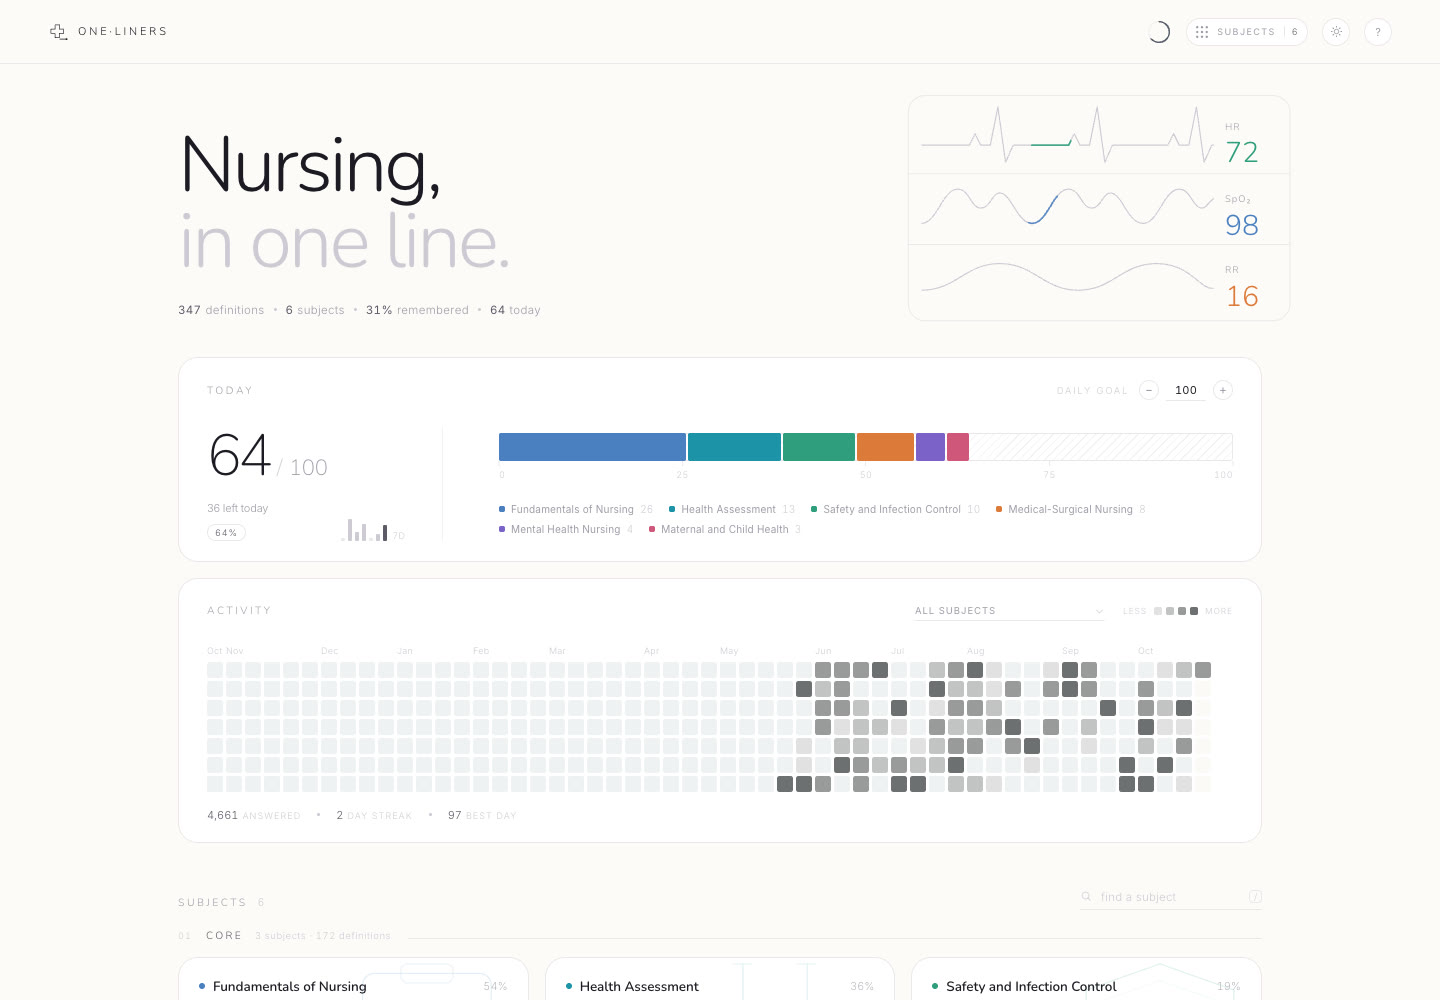 ONE·LINERS
SUBJECTS 6
?
Nursing,
in one line.
347 definitions • 6 subjects • 31% remembered • 64 today
HR
72
SpO₂
98
RR
16
TODAY
DAILY GOAL − 100 +
64 / 100
36 left today
64%
7D
0 25 50 75 100
Fundamentals of Nursing 26 Health Assessment 13 Safety and Infection Control 10 Medical-Surgical Nursing 8
Mental Health Nursing 4 Maternal and Child Health 3
ACTIVITY
ALL SUBJECTS
LESS MORE
Oct Nov Dec Jan Feb Mar Apr May Jun Jul Aug Sep Oct
4,661 ANSWERED • 2 DAY STREAK • 97 BEST DAY
SUBJECTS 6
find a subject /
01 CORE 3 subjects · 172 definitions
Fundamentals of Nursing 54%
Health Assessment 36%
Safety and Infection Control 19%